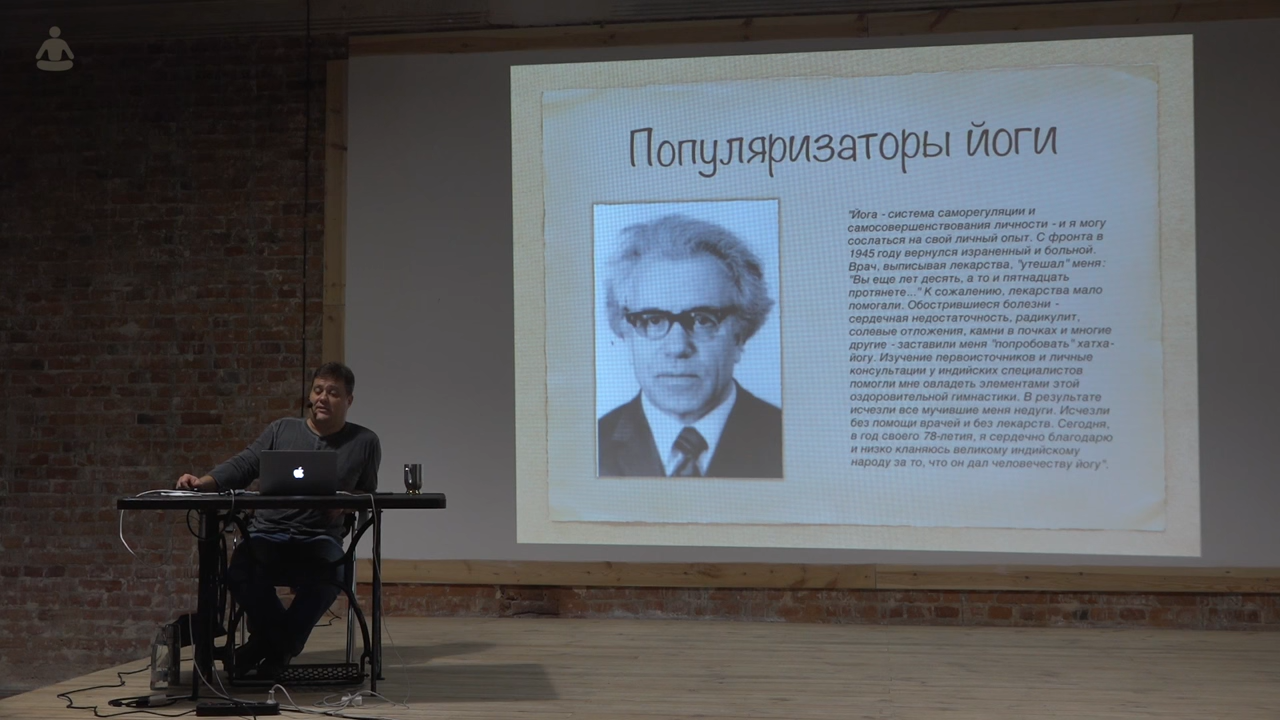 Популяризаторы йоги
"Йога - система саморегуляции и
самосовершенствования личности - и я могу
сослаться на свой личный опыт. С фронта в
1945 году вернулся израненный и больной.
Врач, выписывая лекарства, "утешал" меня:
"Вы еще лет десять, а то и пятнадцать
протянете..." К сожалению, лекарства мало
помогали. Обострившиеся болезни -
сердечная недостаточность, радикулит,
солевые отложения, камни в почках и многие
другие - заставили меня "попробовать" хатха-
йогу. Изучение первоисточников и личные
консультации у индийских специалистов
помогли мне овладеть элементами этой
оздоровительной гимнастики. В результате
исчезли все мучившие меня недуги. Исчезли
без помощи врачей и без лекарств. Сегодня,
в год своего 78-летия, я сердечно благодарю
и низко кланяюсь великому индийскому
народу за то, что он дал человечеству йогу".